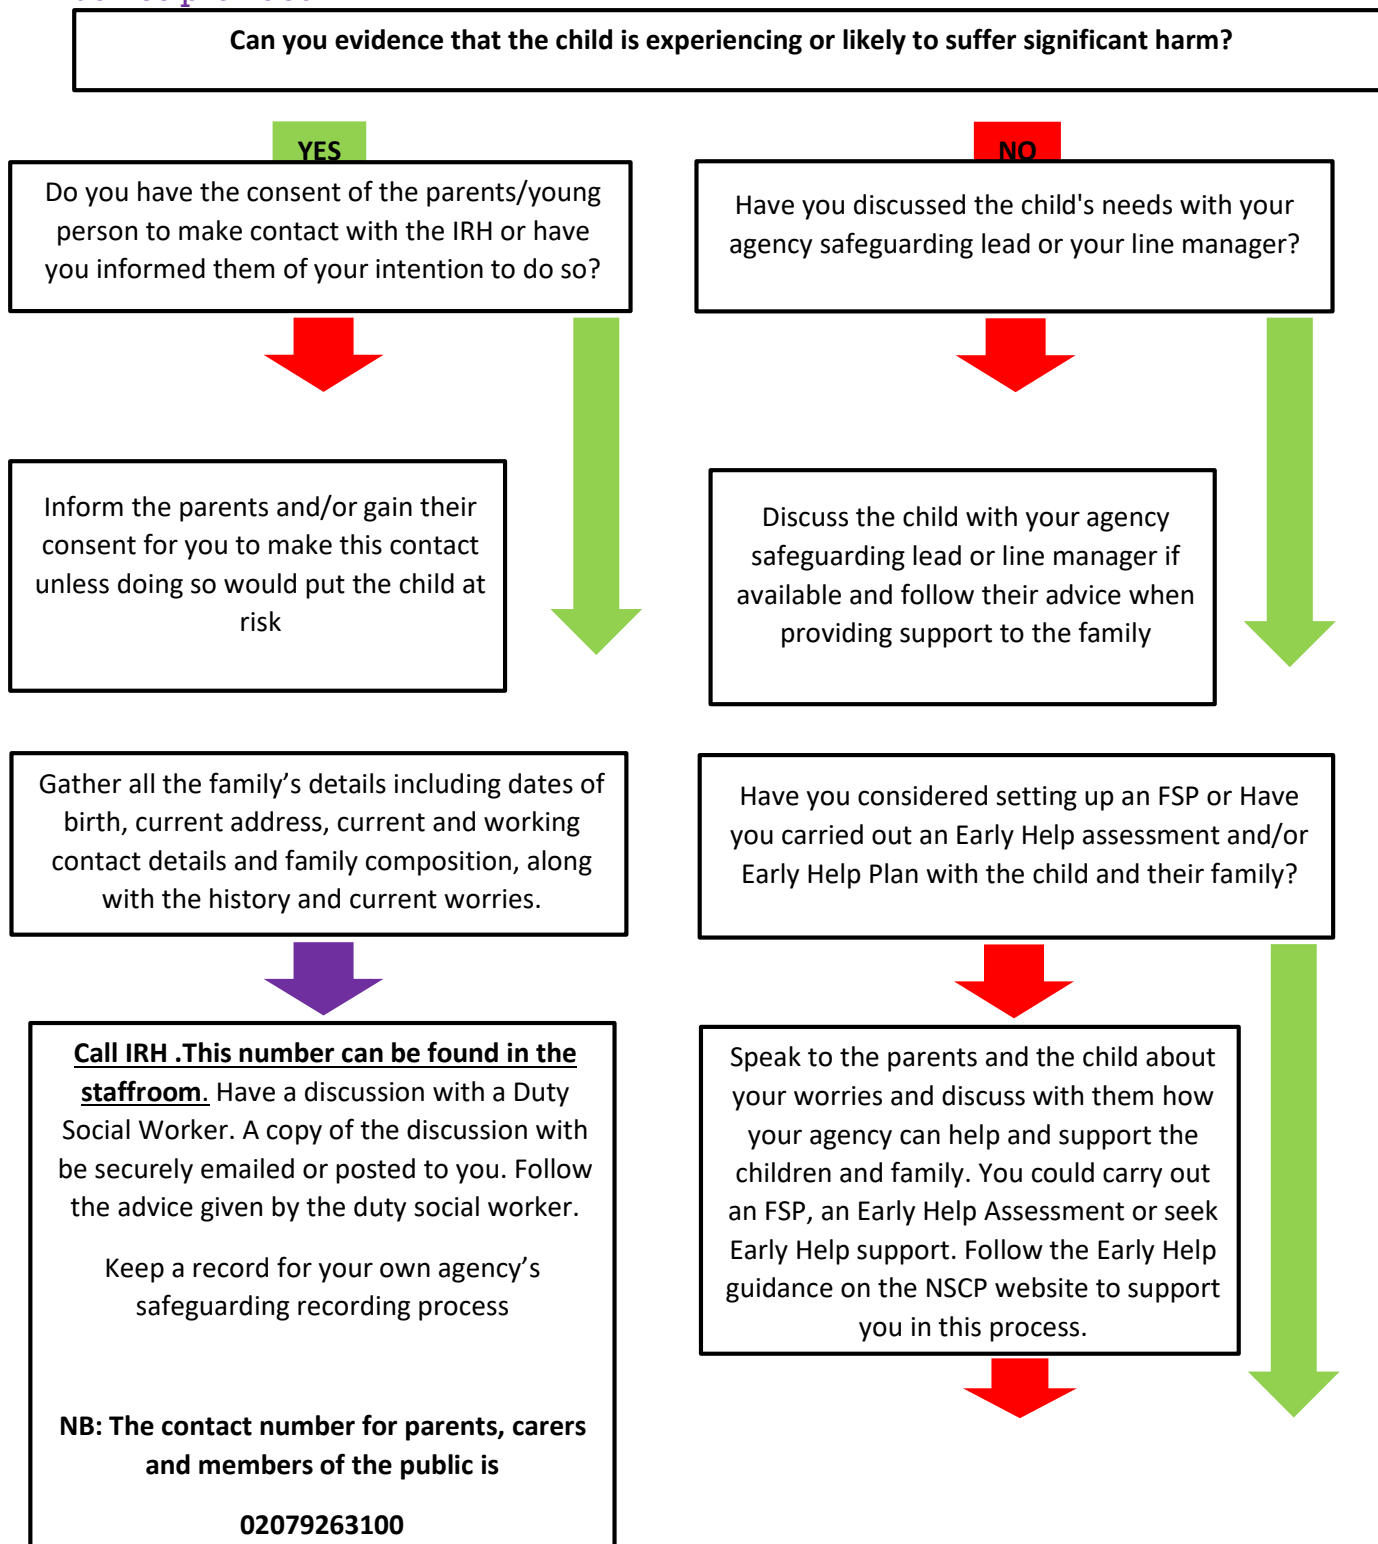 Can you evidence that the child is experiencing or likely to suffer significant harm?
YES
NO
Do you have the consent of the parents/young
person to make contact with the IRH or have
you informed them of your intention to do so?
Have you discussed the child's needs with your
agency safeguarding lead or your line manager?
Inform the parents and/or gain their
consent for you to make this contact
unless doing so would put the child at
risk
Discuss the child with your agency
safeguarding lead or line manager if
available and follow their advice when
providing support to the family
Gather all the family’s details including dates of
birth, current address, current and working
contact details and family composition, along
with the history and current worries.
Have you considered setting up an FSP or Have
you carried out an Early Help assessment and/or
Early Help Plan with the child and their family?
Call IRH .This number can be found in the
staffroom. Have a discussion with a Duty
Social Worker. A copy of the discussion with
be securely emailed or posted to you. Follow
the advice given by the duty social worker.
Keep a record for your own agency’s
safeguarding recording process
NB: The contact number for parents, carers
and members of the public is
02079263100
Speak to the parents and the child about
your worries and discuss with them how
your agency can help and support the
children and family. You could carry out
an FSP, an Early Help Assessment or seek
Early Help support. Follow the Early Help
guidance on the NSCP website to support
you in this process.